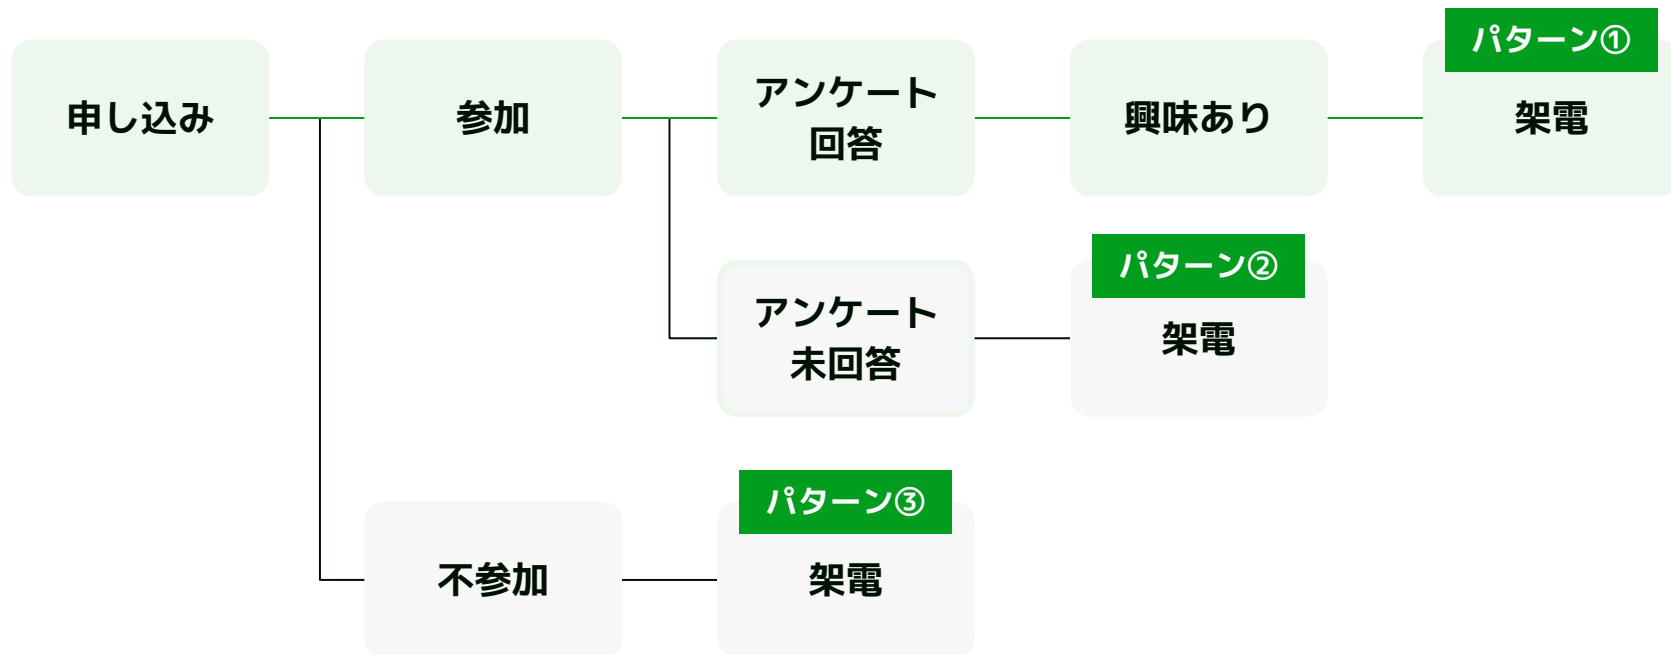 パターン①
申し込み
参加
アンケート
回答
興味あり
架電
パターン②
アンケート
未回答
架電
パターン③
不参加
架電